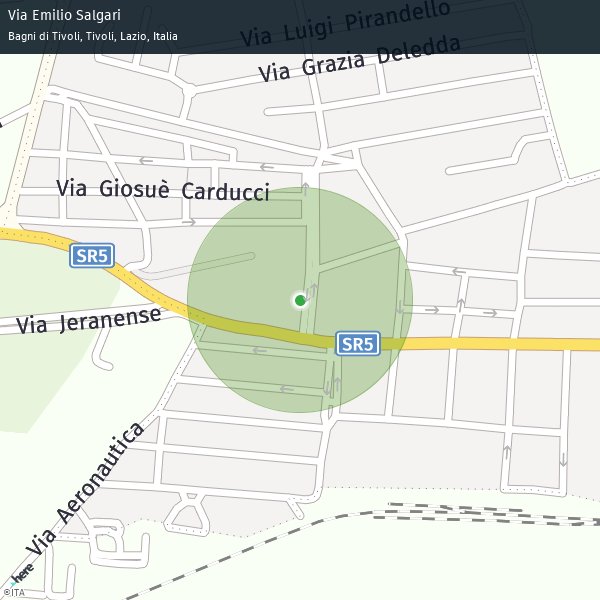 Via Emilio Salgari
Bagni di Tivoli, Tivoli, Lazio, Italia
Via Luigi Pirandello
Via Grazia Deledda
Via Giosuè Carducci
SR5
Via Jeranense
SR5
Via Aeronautica
here
©ITA